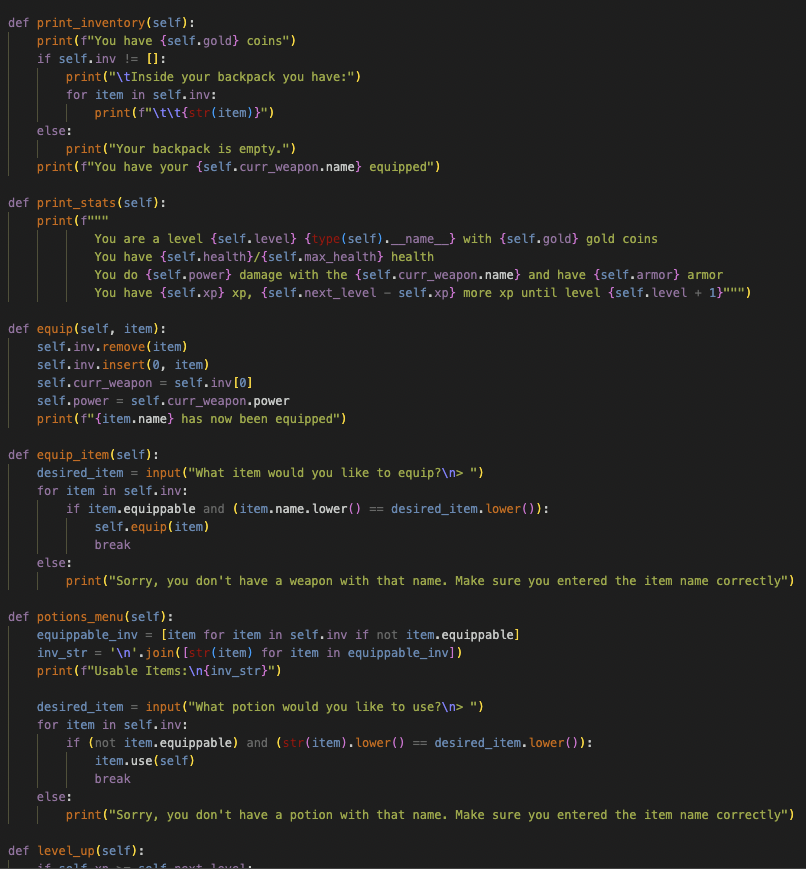 def print_inventory(self):
    print(f"You have {self.gold} coins")
    if self.inv != []:
        print("\tInside your backpack you have:")
        for item in self.inv:
            print(f"\t\t{str(item)}")
    else:
        print("Your backpack is empty.")
    print(f"You have your {self.curr_weapon.name} equipped")

def print_stats(self):
    print(f"""
            You are a level {self.level} {type(self).__name__} with {self.gold} gold coins
            You have {self.health}/{self.max_health} health
            You do {self.power} damage with the {self.curr_weapon.name} and have {self.armor} armor
            You have {self.xp} xp, {self.next_level - self.xp} more xp until level {self.level + 1}""")

def equip(self, item):
    self.inv.remove(item)
    self.inv.insert(0, item)
    self.curr_weapon = self.inv[0]
    self.power = self.curr_weapon.power
    print(f"{item.name} has now been equipped")

def equip_item(self):
    desired_item = input("What item would you like to equip?\n> ")
    for item in self.inv:
        if item.equippable and (item.name.lower() == desired_item.lower()):
            self.equip(item)
            break
    else:
        print("Sorry, you don't have a weapon with that name. Make sure you entered the item name correctly")

def potions_menu(self):
    equippable_inv = [item for item in self.inv if not item.equippable]
    inv_str = '\n'.join([str(item) for item in equippable_inv])
    print(f"Usable Items:\n{inv_str}")

    desired_item = input("What potion would you like to use?\n> ")
    for item in self.inv:
        if (not item.equippable) and (str(item).lower() == desired_item.lower()):
            item.use(self)
            break
    else:
        print("Sorry, you don't have a potion with that name. Make sure you entered the item name correctly")

def level_up(self):
    if self.xp >= self.next_level: